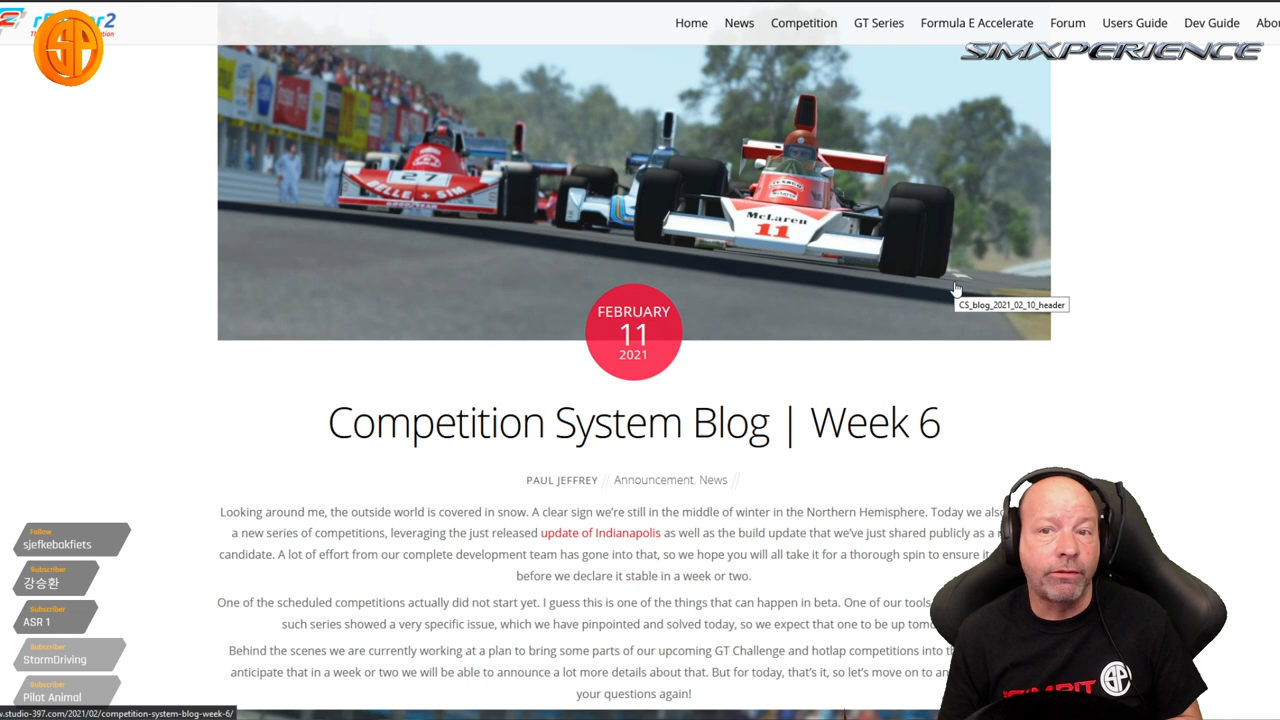 rFactor2
Home News Competition GT Series Formula E Accelerate Forum Users Guide Dev Guide Abo
SP
SIMXPERIENCE
27
BELLE + SIM
GOODYEAR
McLaren
11
CS_blog_2021_02_10_header
FEBRUARY
11
2021
Competition System Blog | Week 6
PAUL JEFFREY // Announcement, News //
Looking around me, the outside world is covered in snow. A clear sign we're still in the middle of winter in the Northern Hemisphere. Today we also
a new series of competitions, leveraging the just released update of Indianapolis as well as the build update that we've just shared publicly as a
candidate. A lot of effort from our complete development team has gone into that, so we hope you will all take it for a thorough spin to ensure
before we declare it stable in a week or two.
One of the scheduled competitions actually did not start yet. I guess this is one of the things that can happen in beta. One of our tools
such series showed a very specific issue, which we have pinpointed and solved today, so we expect that one to be up
Behind the scenes we are currently working at a plan to bring some parts of our upcoming GT Challenge and hotlap competitions into
anticipate that in a week or two we will be able to announce a lot more details about that. But for today, that's it, so let's move on to
your questions again!
Follow
sjefkebakfiets
Subscriber
강승환
Subscriber
ASR 1
Subscriber
StormDriving
Subscriber
Pilot Animal
w.studio-397.com/2021/02/competition-system-blog-week-6/
SP